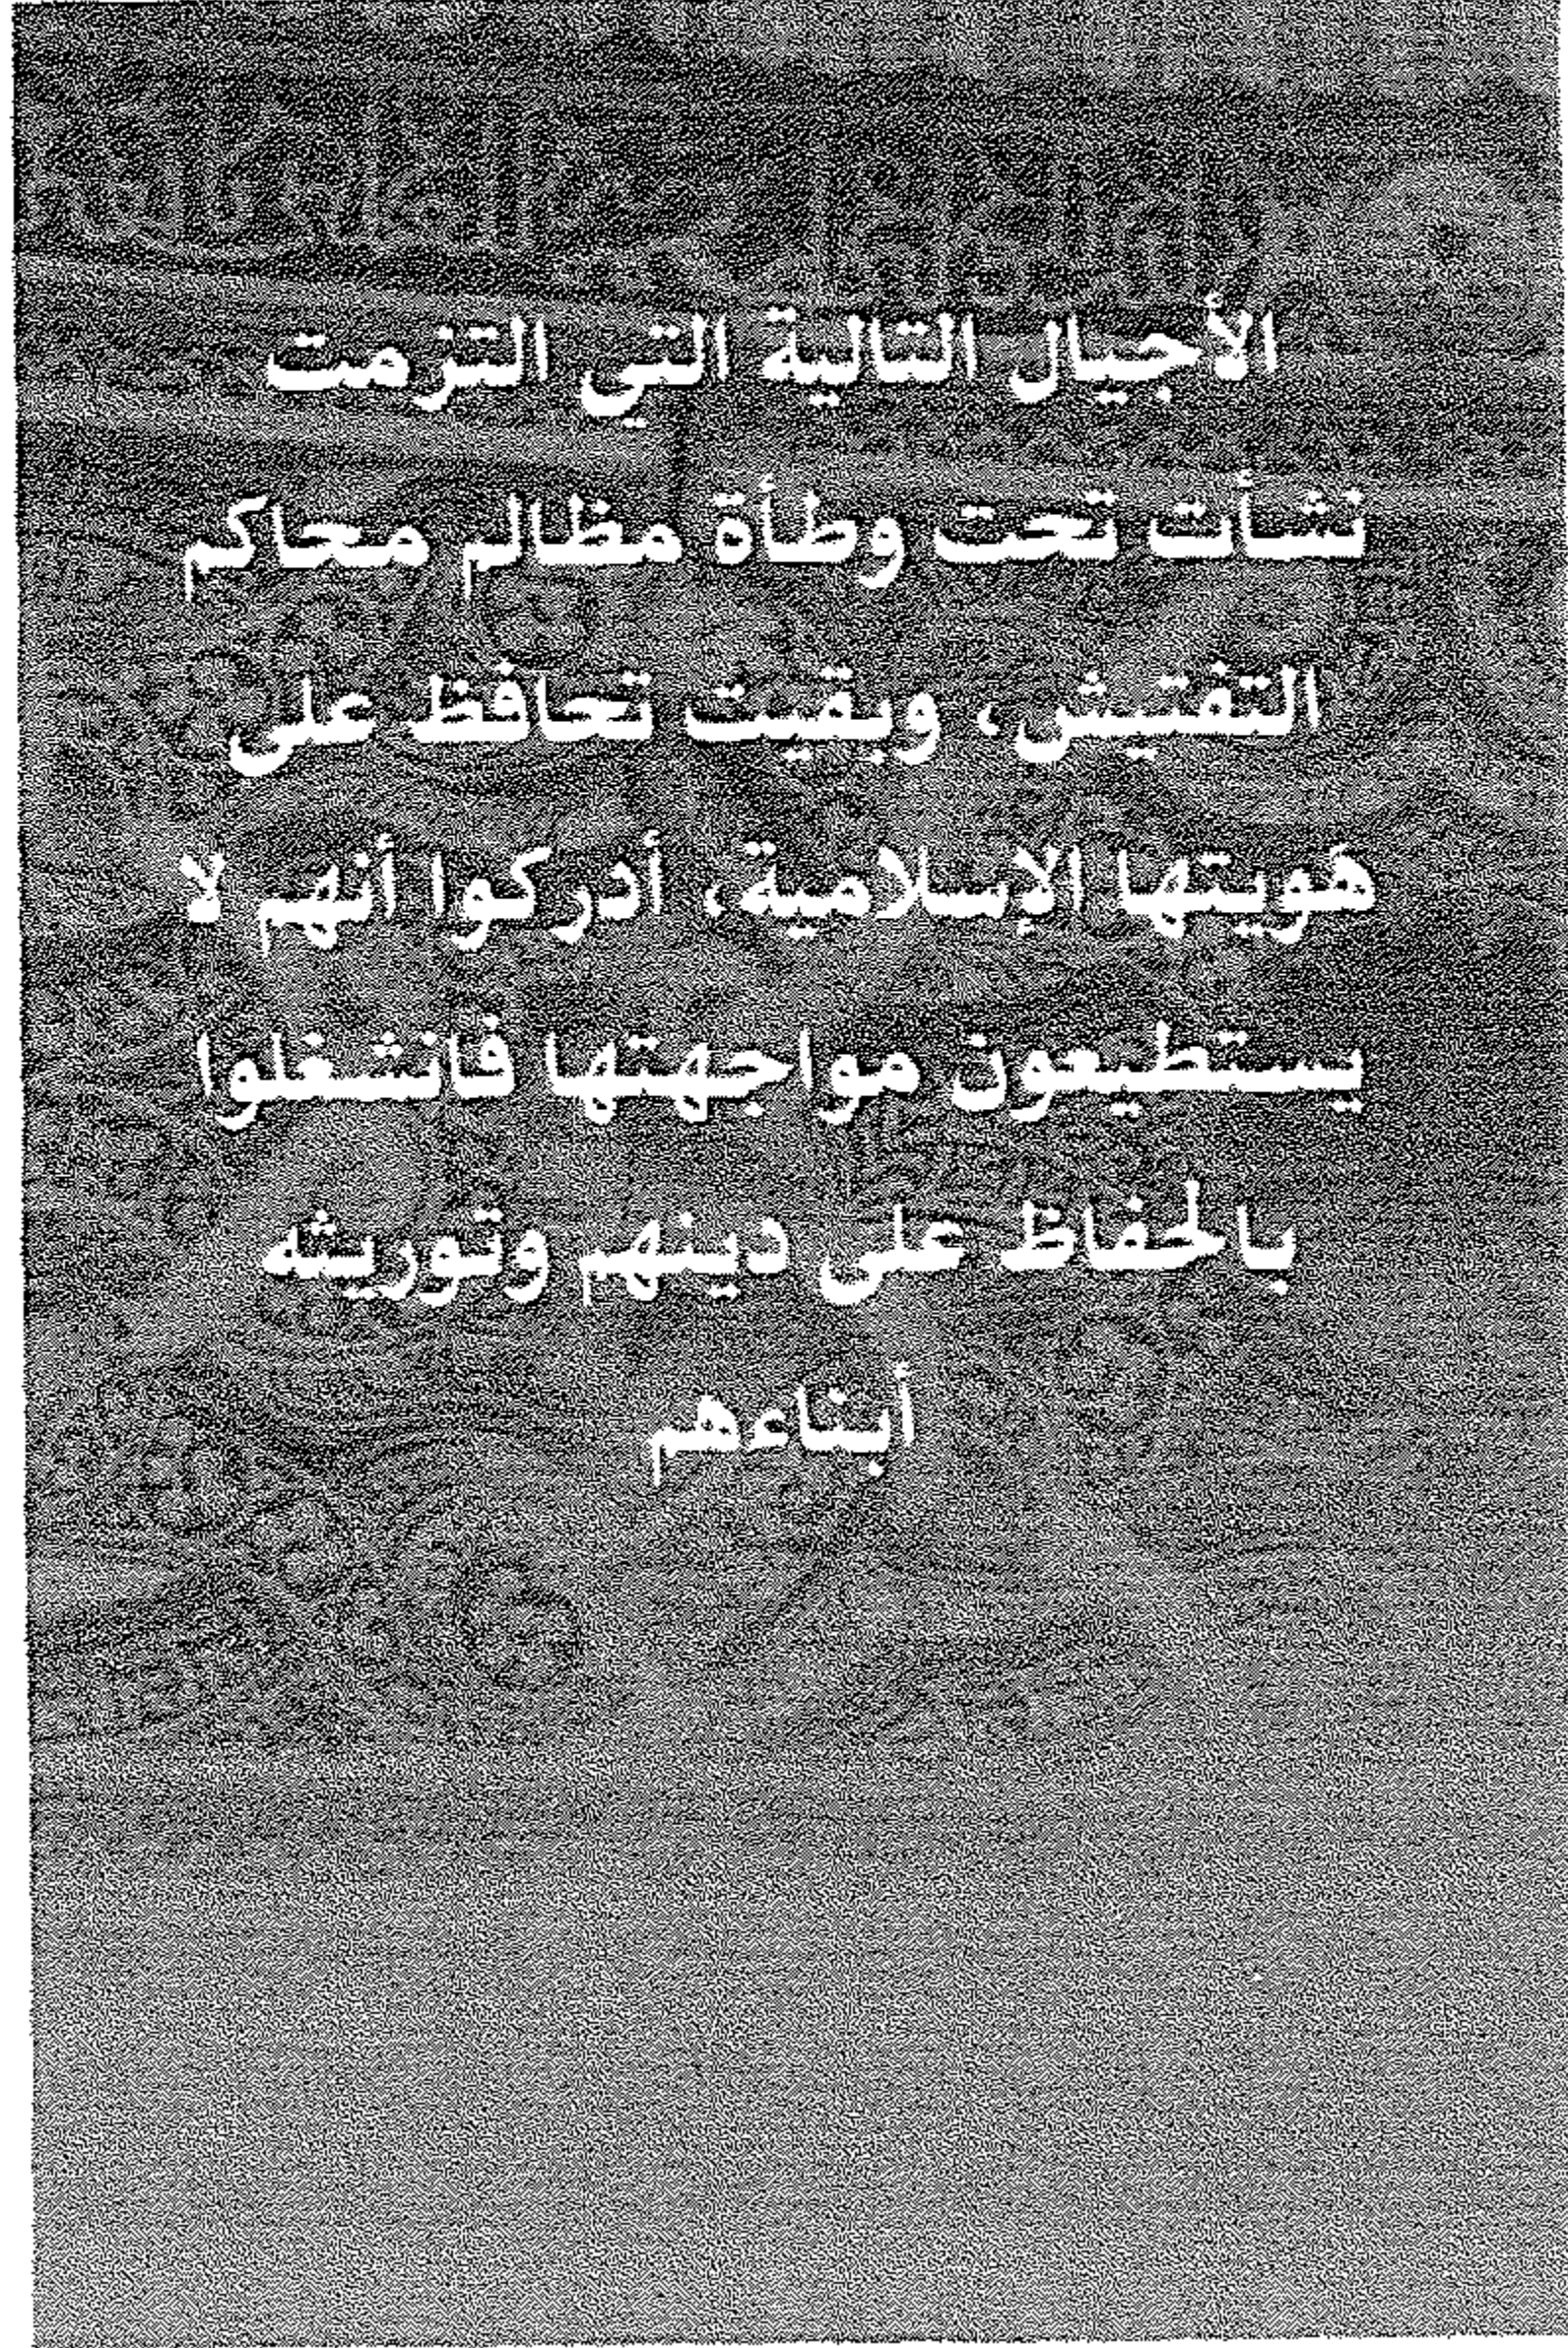 الأجيال التالية التي التزمت
نشأت تحت وطأة مظالم محاكم
التفتيش، وبقيت تحافظ على
هويتها الإسلامية، أدركوا أنهم لا
يستطيعون مواجهتها فانشغلوا
بالحفاظ على دينهم وتوريثه
أبناءهم